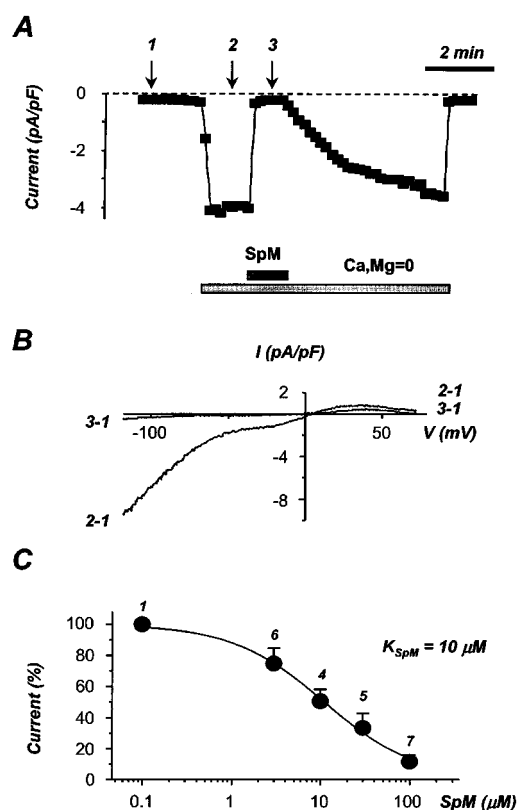 A
1 2 3
2 min
Current (pA/pF)
0
-2
-4
SpM
Ca,Mg=0
B
I (pA/pF)
2
2-1
3-1
3-1
-100
50
V (mV)
-4
-8
2-1
C
Current (%)
100
80
60
40
20
0
1
6
4
5
7
K_SpM = 10 μM
0.1 1 10 100
SpM (μM)